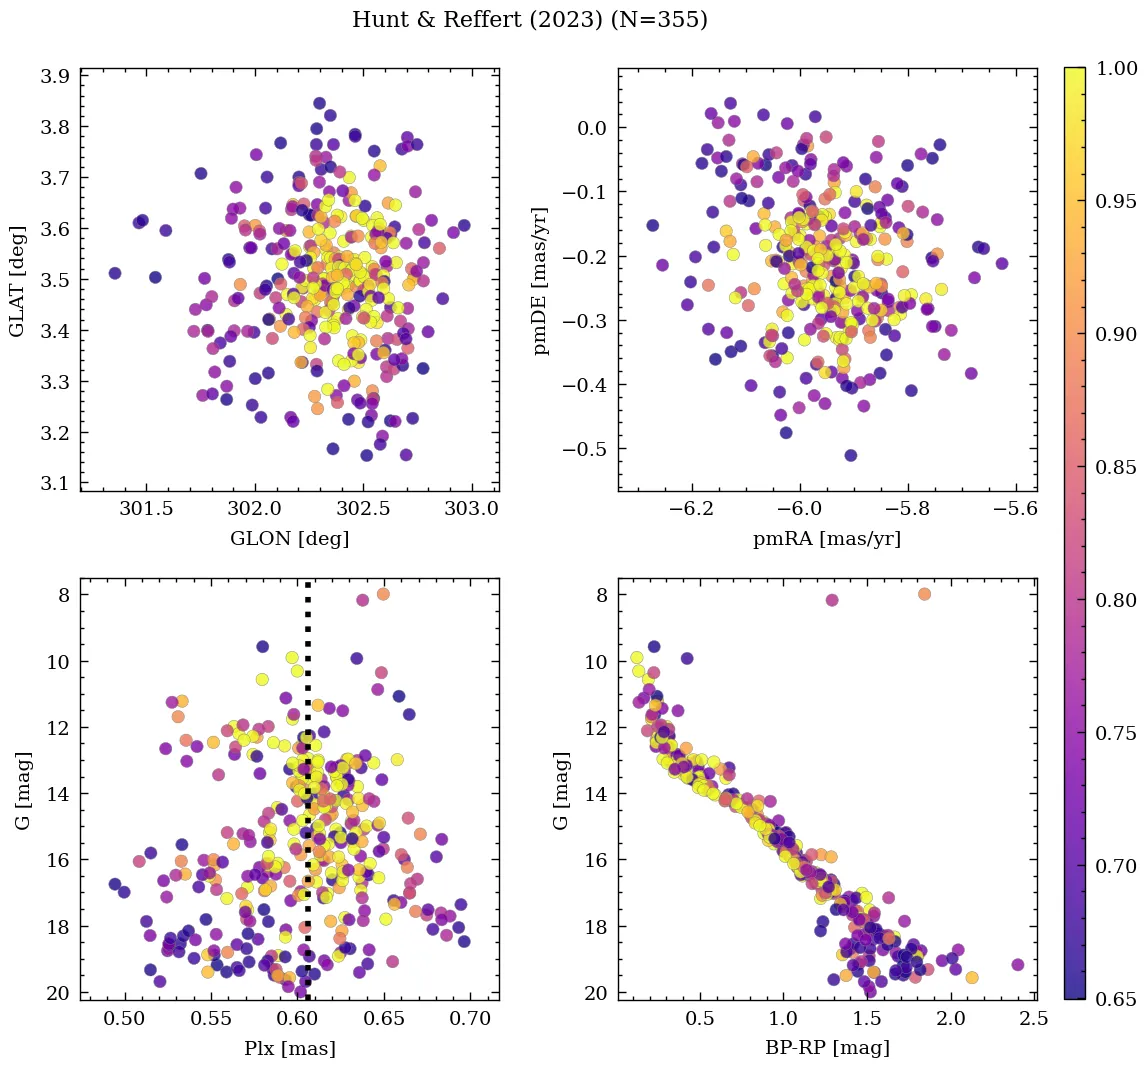 Hunt & Reffert (2023) (N=355)
3.9
3.8
3.7
3.6
3.5
3.4
3.3
3.2
3.1
GLAT [deg]
301.5 302.0 302.5 303.0
GLON [deg]
0.0
−0.1
−0.2
−0.3
−0.4
−0.5
pmDE [mas/yr]
−6.2 −6.0 −5.8 −5.6
pmRA [mas/yr]
8
10
12
14
16
18
20
G [mag]
0.50 0.55 0.60 0.65 0.70
Plx [mas]
8
10
12
14
16
18
20
G [mag]
0.5 1.0 1.5 2.0 2.5
BP-RP [mag]
1.00
0.95
0.90
0.85
0.80
0.75
0.70
0.65